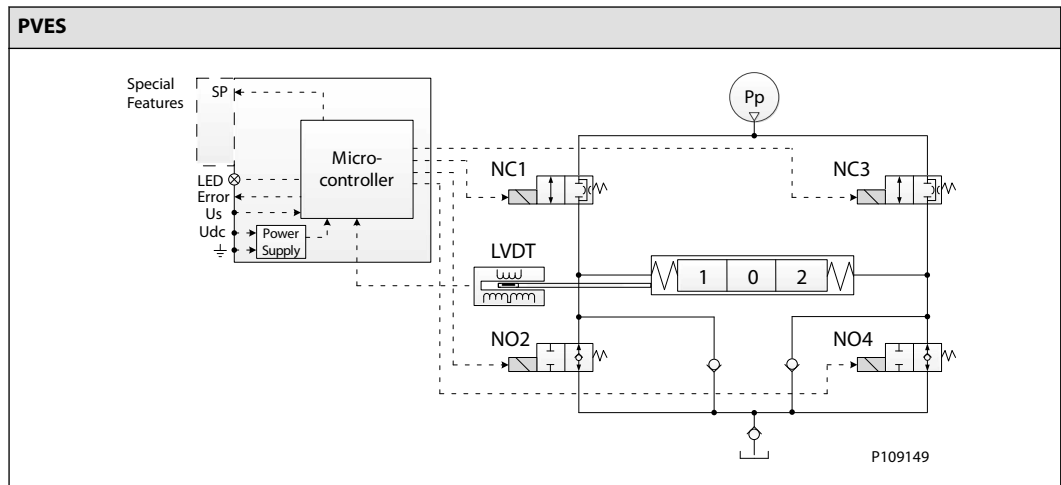 PVES
Special
Features
SP
Pp
Micro-
controller
NC1
NC3
LED
Error
Us
Udc
Power
Supply
LVDT
1 0 2
NO2
NO4
P109149